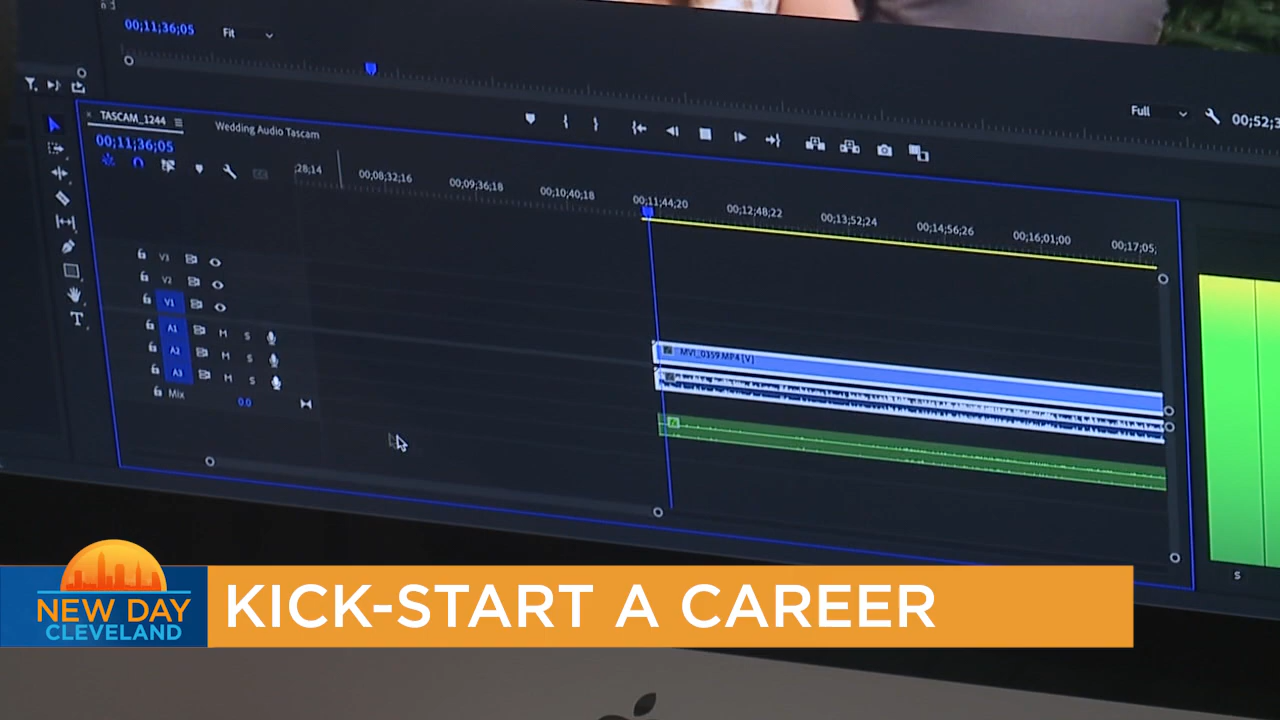 00;11;36;05
Fit
Full
00;52;3
TASCAM_1244
Wedding Audio Tascam
00;11;36;05
;28;14
00;08;32;16
00;09;36;18
00;10;40;18
00;11;44;20
00;12;48;22
00;13;52;24
00;14;56;26
00;16;01;00
00;17;05;
V3
V2
V1
A1 M S
A2 M S
A3 M S
Mix 0.0
MVI_0359.MP4 [V]
fx
S
NEW DAY
CLEVELAND
KICK-START A CAREER